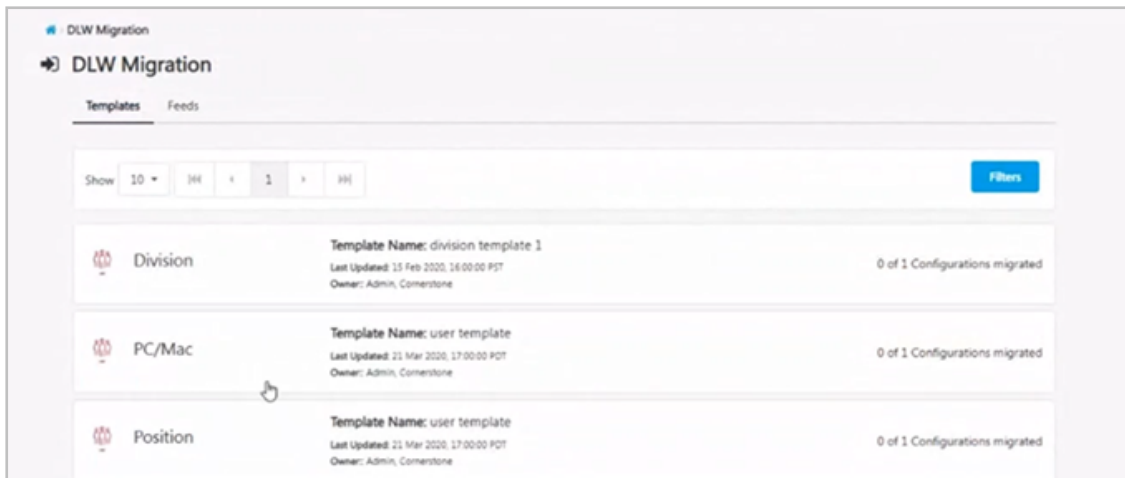 DLW Migration
DLW Migration
Templates Feeds
Show 10 1 Filters
Division
Template Name: division template 1
Last Updated: 15 Feb 2020, 16:00:00 PST
Owner: Admin, Cornerstone
0 of 1 Configurations migrated
PC/Mac
Template Name: user template
Last Updated: 21 Mar 2020, 17:00:00 PDT
Owner: Admin, Cornerstone
0 of 1 Configurations migrated
Position
Template Name: user template
Last Updated: 21 Mar 2020, 17:00:00 PDT
Owner: Admin, Cornerstone
0 of 1 Configurations migrated